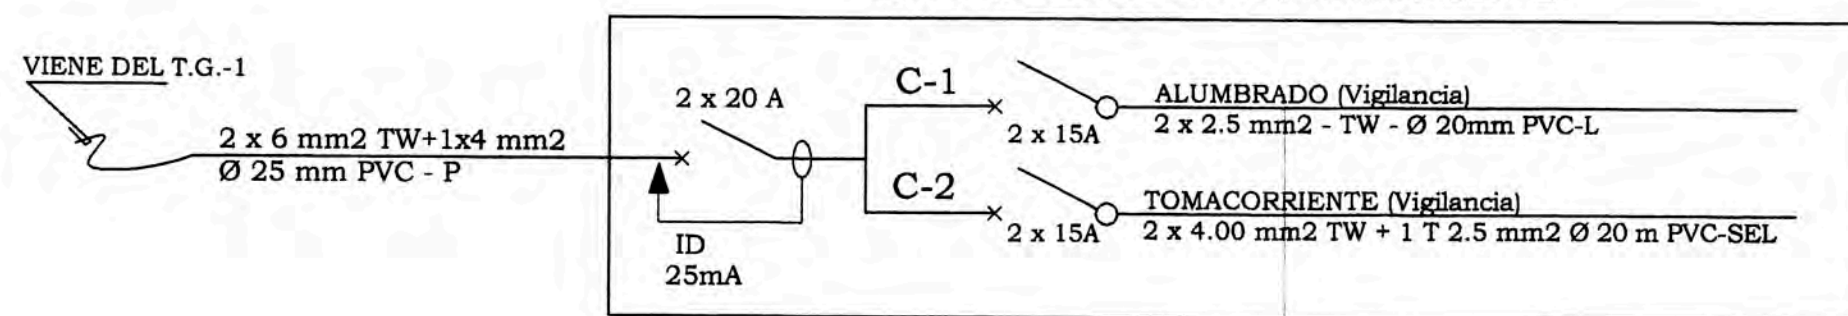 VIENE DEL T.G.-1
2 x 6 mm2 TW+1x4 mm2
Ø 25 mm PVC - P
2 x 20 A
ID
25mA
C-1
2 x 15A
ALUMBRADO (Vigilancia)
2 x 2.5 mm2 - TW - Ø 20mm PVC-L
C-2
2 x 15A
TOMACORRIENTE (Vigilancia)
2 x 4.00 mm2 TW + 1 T 2.5 mm2 Ø 20 m PVC-SEL